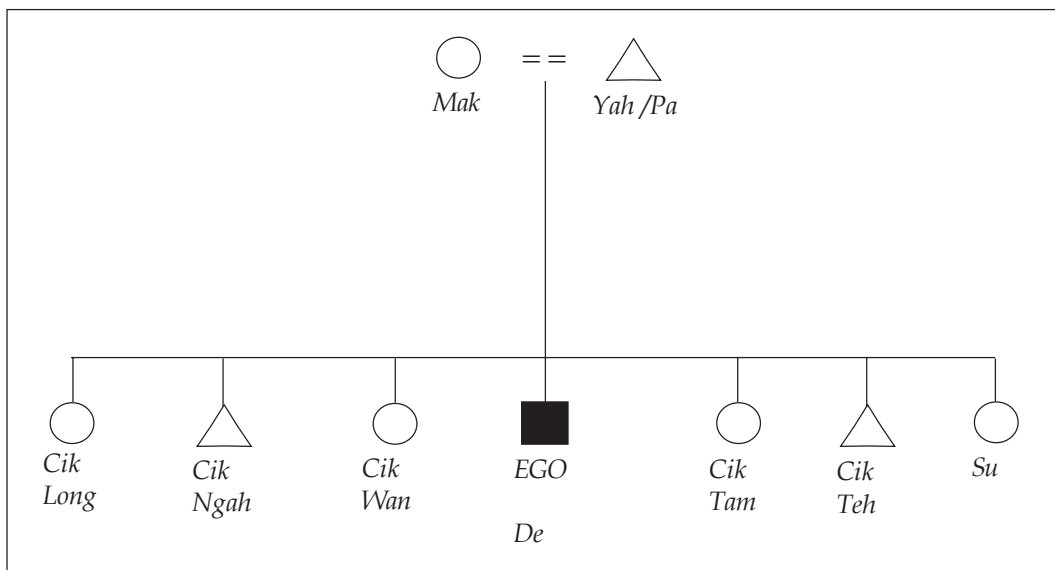 ==
Mak
Yah /Pa
Cik
Long
Cik
Ngah
Cik
Wan
EGO
De
Cik
Tam
Cik
Teh
Su